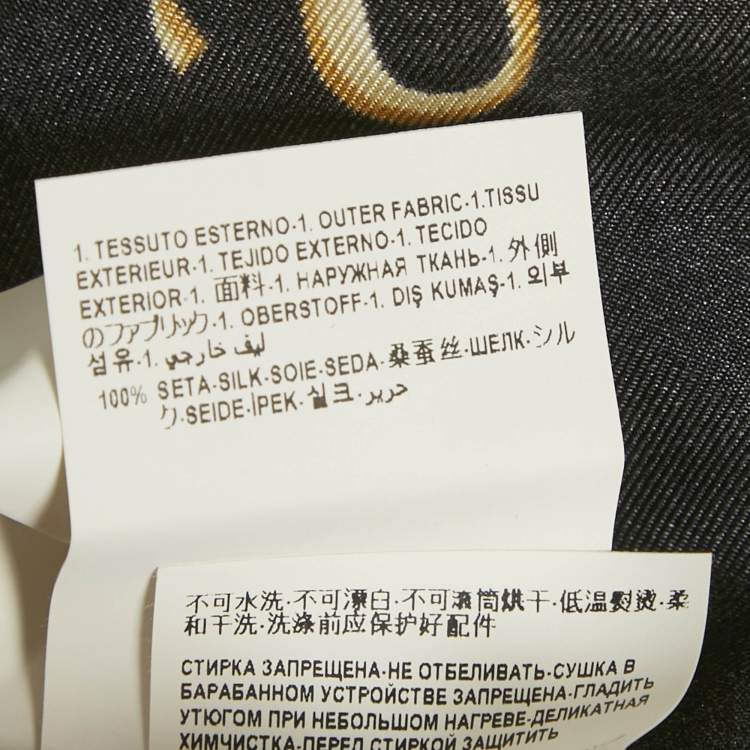 1. TESSUTO ESTERNO-1. OUTER FABRIC-1.TISSU
EXTERIEUR-1. TEJIDO EXTERNO-1. TECIDO
EXTERIOR-1. 面料-1. НАРУЖНАЯ ТКАНЬ-1. 外側
のファブリック-1. OBERSTOFF-1. DIŞ KUMAŞ-1. 외부
섬유-1. ليف خارجي
100% SETA-SILK-SOIE-SEDA-桑蚕丝-ШЕЛК-シル
ク-SEIDE-İPEK-실크-حرير
不可水洗-不可漂白-不可滚筒烘干-低温熨烫-柔
和干洗-洗涤前应保护好配件
СТИРКА ЗАПРЕЩЕНА-НЕ ОТБЕЛИВАТЬ-СУШКА В
БАРАБАННОМ УСТРОЙСТВЕ ЗАПРЕЩЕНА-ГЛАДИТЬ
УТЮГОМ ПРИ НЕБОЛЬШОМ НАГРЕВЕ-ДЕЛИКАТНАЯ
ХИМЧИСТКА-ПЕРЕД СТИРКОЙ ЗАЩИТИТЬ